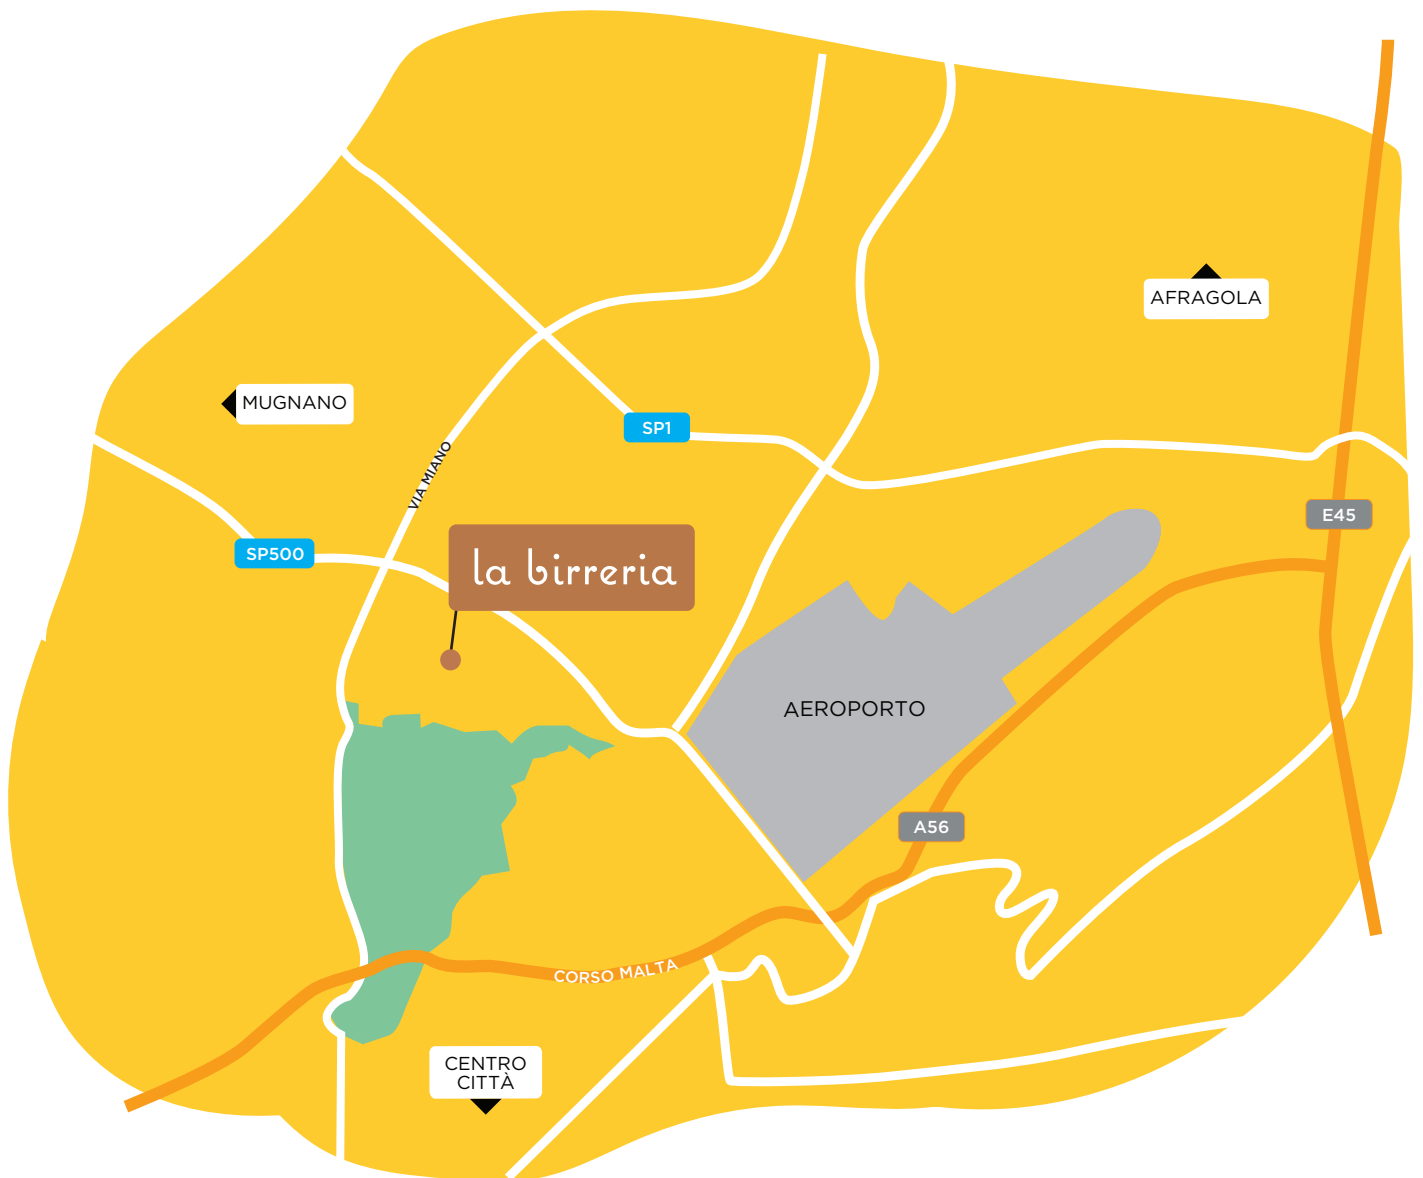 AFRAGOLA
MUGNANO
SP1
VIA MIANO
E45
SP500
la birreria
AEROPORTO
A56
CORSO MALTA
CENTRO
CITTÀ